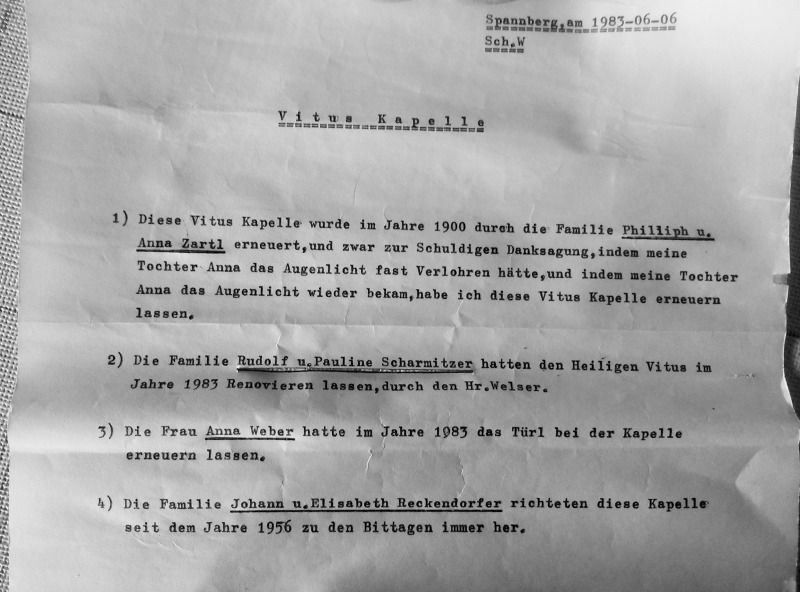 Spannberg,am 1983-06-06
Sch.W
Vitus Kapelle
1) Diese Vitus Kapelle wurde im Jahre 1900 durch die Familie Philliph u.
Anna Zartl erneuert,und zwar zur Schuldigen Danksagung,indem meine
Tochter Anna das Augenlicht fast Verlohren hätte,und indem meine Tochter
Anna das Augenlicht wieder bekam,habe ich diese Vitus Kapelle erneuern
lassen.
2) Die Familie Rudolf u.Pauline Scharmitzer hatten den Heiligen Vitus im
Jahre 1983 Renovieren lassen,durch den Hr.Welser.
3) Die Frau Anna Weber hatte im Jahre 1983 das Türl bei der Kapelle
erneuern lassen.
4) Die Familie Johann u.Elisabeth Reckendorfer richteten diese Kapelle
seit dem Jahre 1956 zu den Bittagen immer her.